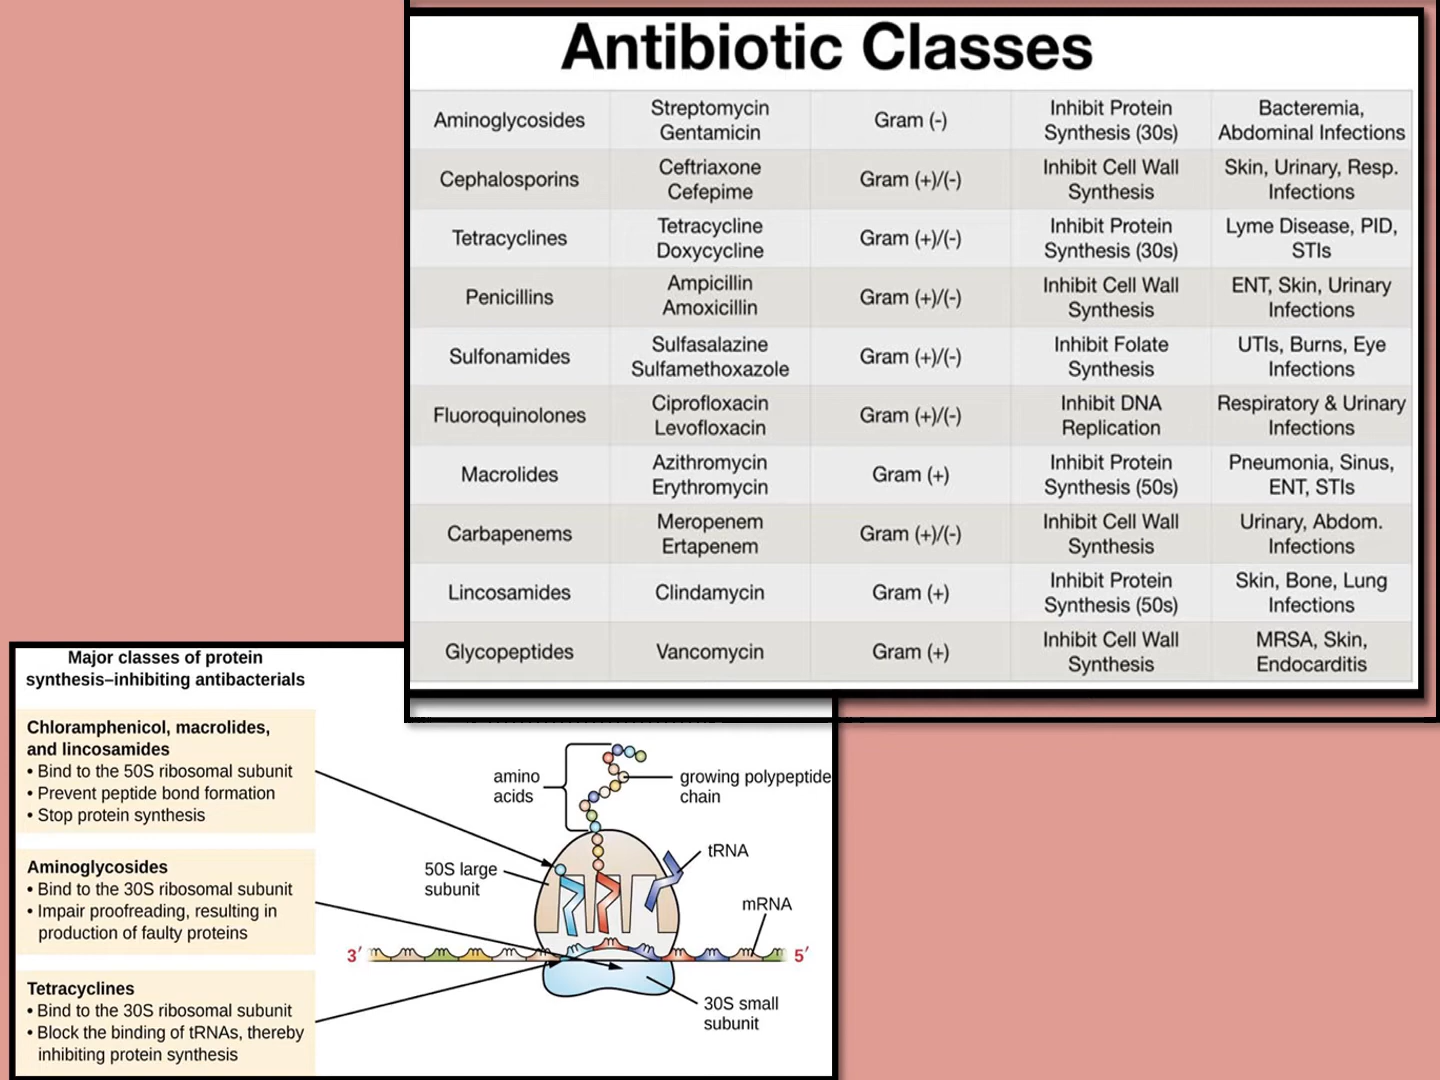 Antibiotic Classes
Aminoglycosides
Streptomycin
Gentamicin
Gram (-)
Inhibit Protein
Synthesis (30s)
Bacteremia,
Abdominal Infections
Cephalosporins
Ceftriaxone
Cefepime
Gram (+)/(-)
Inhibit Cell Wall
Synthesis
Skin, Urinary, Resp.
Infections
Tetracyclines
Tetracycline
Doxycycline
Gram (+)/(-)
Inhibit Protein
Synthesis (30s)
Lyme Disease, PID,
STIs
Penicillins
Ampicillin
Amoxicillin
Gram (+)/(-)
Inhibit Cell Wall
Synthesis
ENT, Skin, Urinary
Infections
Sulfonamides
Sulfasalazine
Sulfamethoxazole
Gram (+)/(-)
Inhibit Folate
Synthesis
UTIs, Burns, Eye
Infections
Fluoroquinolones
Ciprofloxacin
Levofloxacin
Gram (+)/(-)
Inhibit DNA
Replication
Respiratory & Urinary
Infections
Macrolides
Azithromycin
Erythromycin
Gram (+)
Inhibit Protein
Synthesis (50s)
Pneumonia, Sinus,
ENT, STIs
Carbapenems
Meropenem
Ertapenem
Gram (+)/(-)
Inhibit Cell Wall
Synthesis
Urinary, Abdom.
Infections
Lincosamides
Clindamycin
Gram (+)
Inhibit Protein
Synthesis (50s)
Skin, Bone, Lung
Infections
Glycopeptides
Vancomycin
Gram (+)
Inhibit Cell Wall
Synthesis
MRSA, Skin,
Endocarditis
Major classes of protein
synthesis–inhibiting antibacterials
Chloramphenicol, macrolides,
and lincosamides
• Bind to the 50S ribosomal subunit
• Prevent peptide bond formation
• Stop protein synthesis
Aminoglycosides
• Bind to the 30S ribosomal subunit
• Impair proofreading, resulting in
production of faulty proteins
Tetracyclines
• Bind to the 30S ribosomal subunit
• Block the binding of tRNAs, thereby
inhibiting protein synthesis
amino
acids
growing polypeptide
chain
50S large
subunit
tRNA
mRNA
3′
5′
30S small
subunit